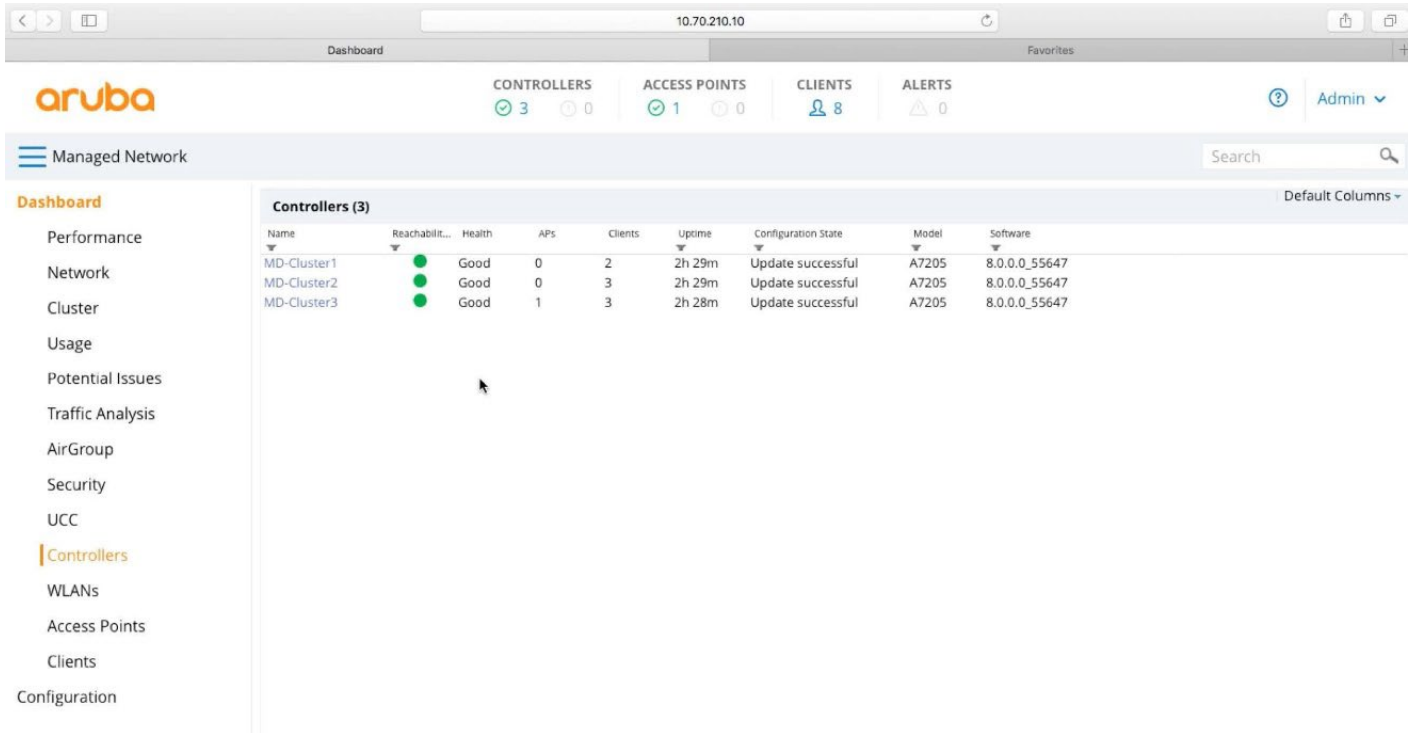 10.70.210.10
Dashboard Favorites
aruba
CONTROLLERS ACCESS POINTS CLIENTS ALERTS
3 0 1 0 8 0
Admin
Managed Network
Search
Dashboard
Performance
Network
Cluster
Usage
Potential Issues
Traffic Analysis
AirGroup
Security
UCC
Controllers
WLANs
Access Points
Clients
Configuration
Controllers (3) Default Columns
Name Reachabilit... Health APs Clients Uptime Configuration State Model Software
MD-Cluster1 Good 0 2 2h 29m Update successful A7205 8.0.0.0_55647
MD-Cluster2 Good 0 3 2h 29m Update successful A7205 8.0.0.0_55647
MD-Cluster3 Good 1 3 2h 28m Update successful A7205 8.0.0.0_55647